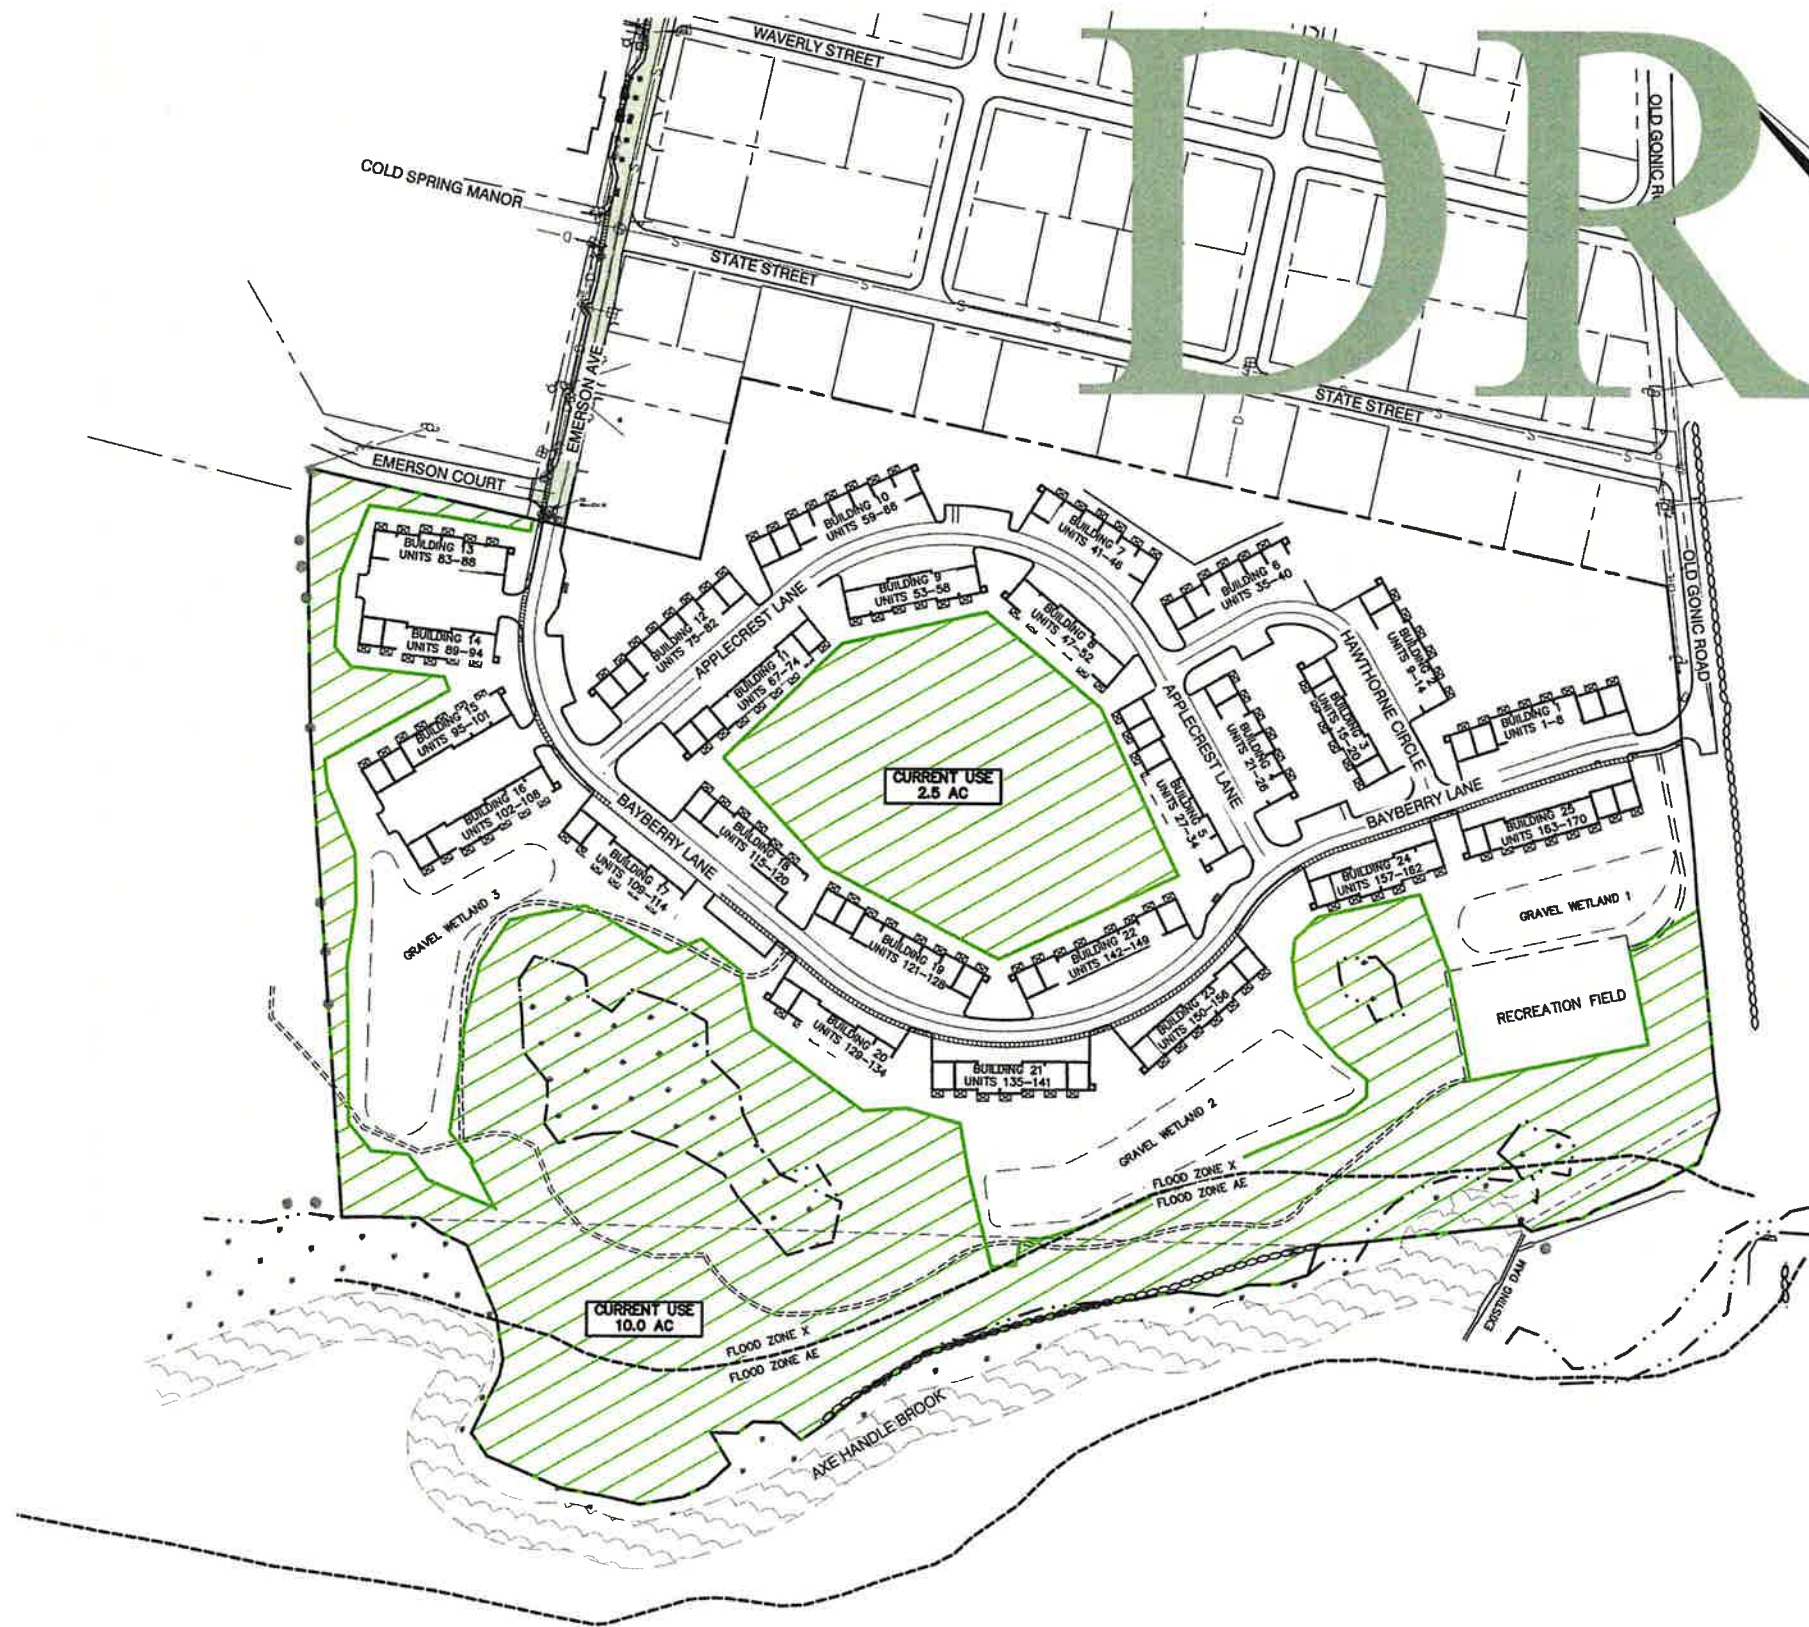 DR
WAVERLY STREET
OLD GONIC R
COLD SPRING MANOR
STATE STREET
EMERSON AVE
STATE STREET
EMERSON COURT
BUILDING 10
BUILDING 7
UNITS 41-46
BUILDING 13
UNITS 83-88
BUILDING 6
UNITS 35-40
BUILDING 9
UNITS 53-58
OLD GONIC ROAD
BUILDING 12
UNITS 75-82
APPLECREST LANE
BUILDING 8
UNITS 47-52
BUILDING 14
UNITS 89-94
HAWTHORNE CIRCLE
BUILDING 2
UNITS 9-14
BUILDING 11
UNITS 67-74
APPLECREST LANE
BUILDING 15
UNITS 95-101
BUILDING 3
UNITS 15-20
BUILDING 4
UNITS 21-26
BUILDING 1
UNITS 1-8
CURRENT USE
2.5 AC
BUILDING 5
UNITS 27-34
BAYBERRY LANE
BUILDING 16
UNITS 102-108
BAYBERRY LANE
BUILDING 18
UNITS 115-120
BUILDING 25
UNITS 163-170
BUILDING 17
UNITS 109-114
BUILDING 24
UNITS 157-162
GRAVEL WETLAND 3
GRAVEL WETLAND 1
BUILDING 19
UNITS 121-128
BUILDING 22
UNITS 142-149
RECREATION FIELD
BUILDING 23
UNITS 150-156
BUILDING 20
UNITS 129-134
BUILDING 21
UNITS 135-141
GRAVEL WETLAND 2
FLOOD ZONE X
FLOOD ZONE AE
CURRENT USE
10.0 AC
EXISTING DAM
FLOOD ZONE X
FLOOD ZONE AE
AXE HANDLE BROOK